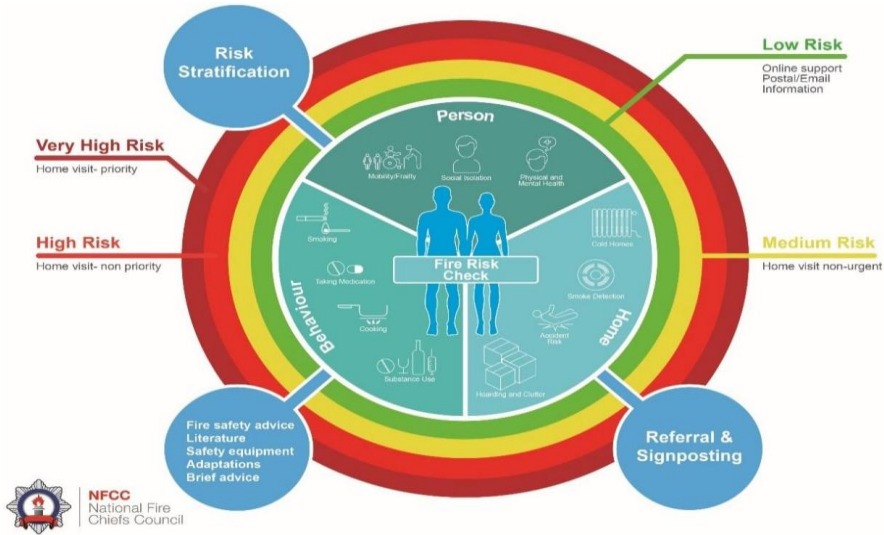 Risk
Stratification
Low Risk
Online support
Postal/Email
Information
Very High Risk
Home visit- priority
High Risk
Home visit- non priority
Medium Risk
Home visit non-urgent
Person
Mobility/Frailty
Social Isolation
Physical and
Mental Health
Behaviour
Smoking
Taking Medication
Cooking
Substance Use
Fire Risk
Check
Home
Cold Homes
Smoke Detection
Accident
Risk
Hoarding and Clutter
Fire safety advice
Literature
Safety equipment
Adaptations
Brief advice
Referral &
Signposting
NFCC
National Fire
Chiefs Council